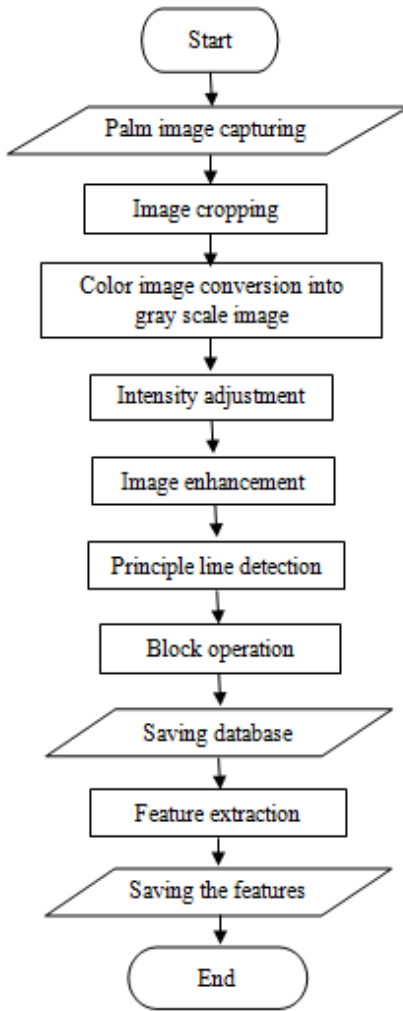 Start
Palm image capturing
Image cropping
Color image conversion into
gray scale image
Intensity adjustment
Image enhancement
Principle line detection
Block operation
Saving database
Feature extraction
Saving the features
End